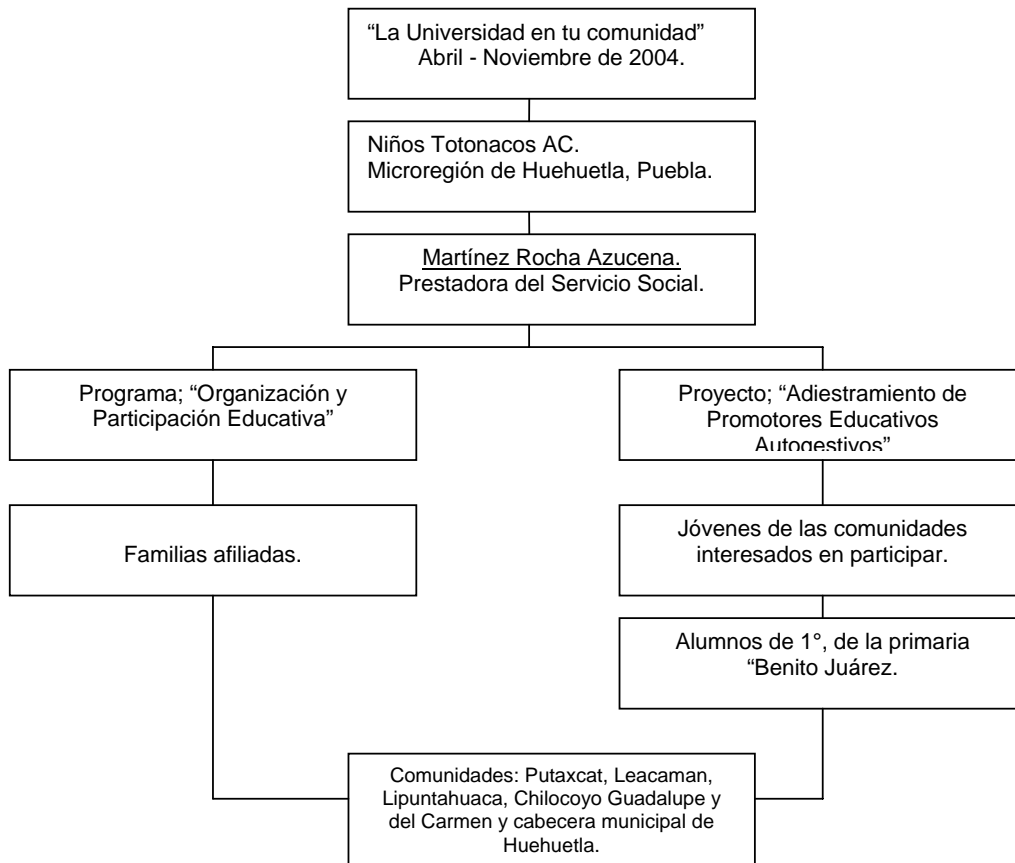 “La Universidad en tu comunidad”
Abril - Noviembre de 2004.
Niños Totonacos AC.
Microregión de Huehuetla, Puebla.
Martínez Rocha Azucena.
Prestadora del Servicio Social.
Programa; “Organización y
Participación Educativa”
Proyecto; “Adiestramiento de
Promotores Educativos
Autogestivos”
Familias afiliadas.
Jóvenes de las comunidades
interesados en participar.
Alumnos de 1°, de la primaria
“Benito Juárez.
Comunidades: Putaxcat, Leacaman,
Lipuntahuaca, Chilocoyo Guadalupe y
del Carmen y cabecera municipal de
Huehuetla.